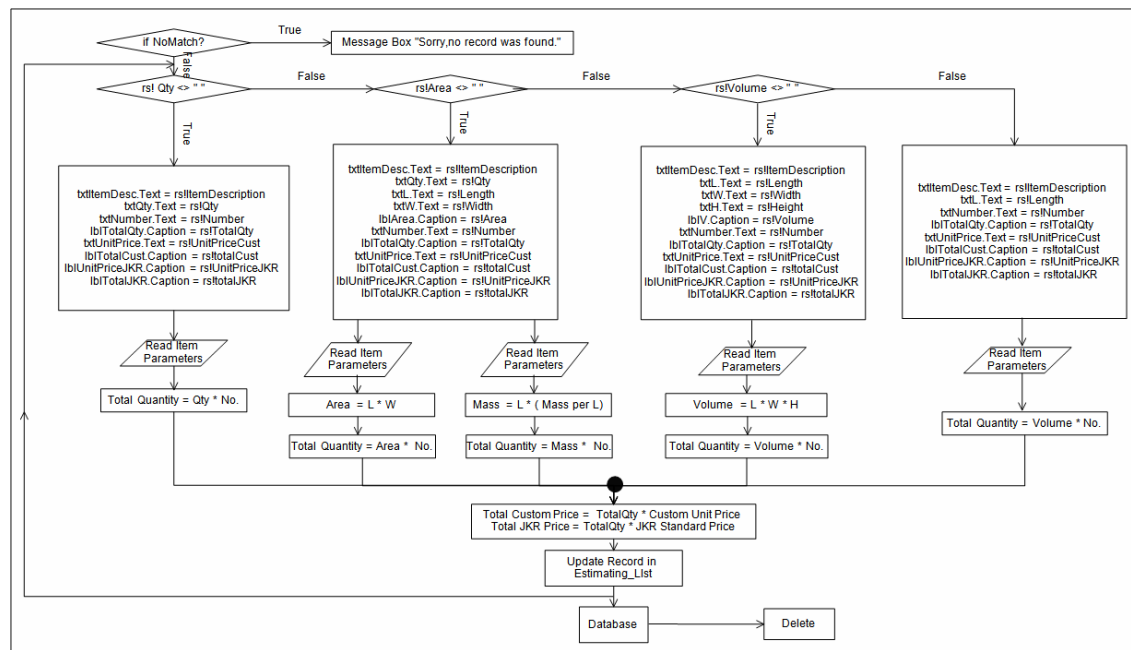 if NoMatch?
True
Message Box "Sorry,no record was found."
False
rs! Qty <> " "
False
rs!Area <> " "
False
rs!Volume <> " "
False
True
True
True
txtItemDesc.Text = rs!ItemDescription
txtQty.Text = rs!Qty
txtNumber.Text = rs!Number
lblTotalQty.Caption = rs!TotalQty
txtUnitPrice.Text = rs!UnitPriceCust
lblTotalCust.Caption = rs!totalCust
lblUnitPriceJKR.Caption = rs!UnitPriceJKR
lblTotalJKR.Caption = rs!totalJKR
txtItemDesc.Text = rs!ItemDescription
txtQty.Text = rs!Qty
txtL.Text = rs!Length
txtW.Text = rs!Width
lblArea.Caption = rs!Area
txtNumber.Text = rs!Number
lblTotalQty.Caption = rs!TotalQty
txtUnitPrice.Text = rs!UnitPriceCust
lblTotalCust.Caption = rs!totalCust
lblUnitPriceJKR.Caption = rs!UnitPriceJKR
lblTotalJKR.Caption = rs!totalJKR
txtItemDesc.Text = rs!ItemDescription
txtL.Text = rs!Length
txtW.Text = rs!Width
txtH.Text = rs!Height
lblV.Caption = rs!Volume
txtNumber.Text = rs!Number
lblTotalQty.Caption = rs!TotalQty
txtUnitPrice.Text = rs!UnitPriceCust
lblTotalCust.Caption = rs!totalCust
lblUnitPriceJKR.Caption = rs!UnitPriceJKR
lblTotalJKR.Caption = rs!totalJKR
txtItemDesc.Text = rs!ItemDescription
txtL.Text = rs!Length
txtNumber.Text = rs!Number
lblTotalQty.Caption = rs!TotalQty
txtUnitPrice.Text = rs!UnitPriceCust
lblTotalCust.Caption = rs!totalCust
lblUnitPriceJKR.Caption = rs!UnitPriceJKR
lblTotalJKR.Caption = rs!totalJKR
Read Item
Parameters
Read Item
Parameters
Read Item
Parameters
Read Item
Parameters
Read Item
Parameters
Total Quantity = Qty * No.
Area = L * W
Mass = L * ( Mass per L)
Volume = L * W * H
Total Quantity = Volume * No.
Total Quantity = Area * No.
Total Quantity = Mass * No.
Total Quantity = Volume * No.
Total Custom Price = TotalQty * Custom Unit Price
Total JKR Price = TotalQty * JKR Standard Price
Update Record in
Estimating_LIst
Database
Delete